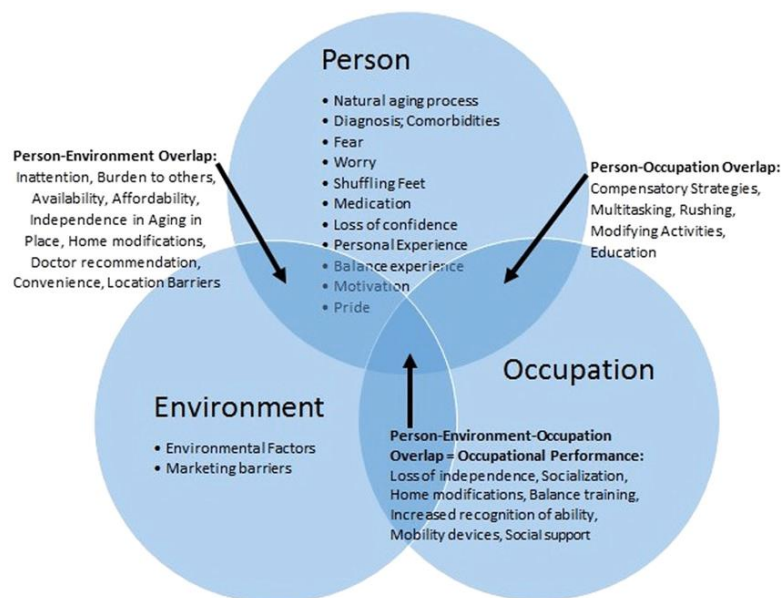 Person
• Natural aging process
• Diagnosis; Comorbidities
• Fear
• Worry
• Shuffling Feet
• Medication
• Loss of confidence
• Personal Experience
• Balance experience
• Motivation
• Pride
Person-Environment Overlap:
Inattention, Burden to others,
Availability, Affordability,
Independence in Aging in
Place, Home modifications,
Doctor recommendation,
Convenience, Location Barriers
Person-Occupation Overlap:
Compensatory Strategies,
Multitasking, Rushing,
Modifying Activities,
Education
Environment
• Environmental Factors
• Marketing barriers
Occupation
Person-Environment-Occupation
Overlap = Occupational Performance:
Loss of independence, Socialization,
Home modifications, Balance training,
Increased recognition of ability,
Mobility devices, Social support